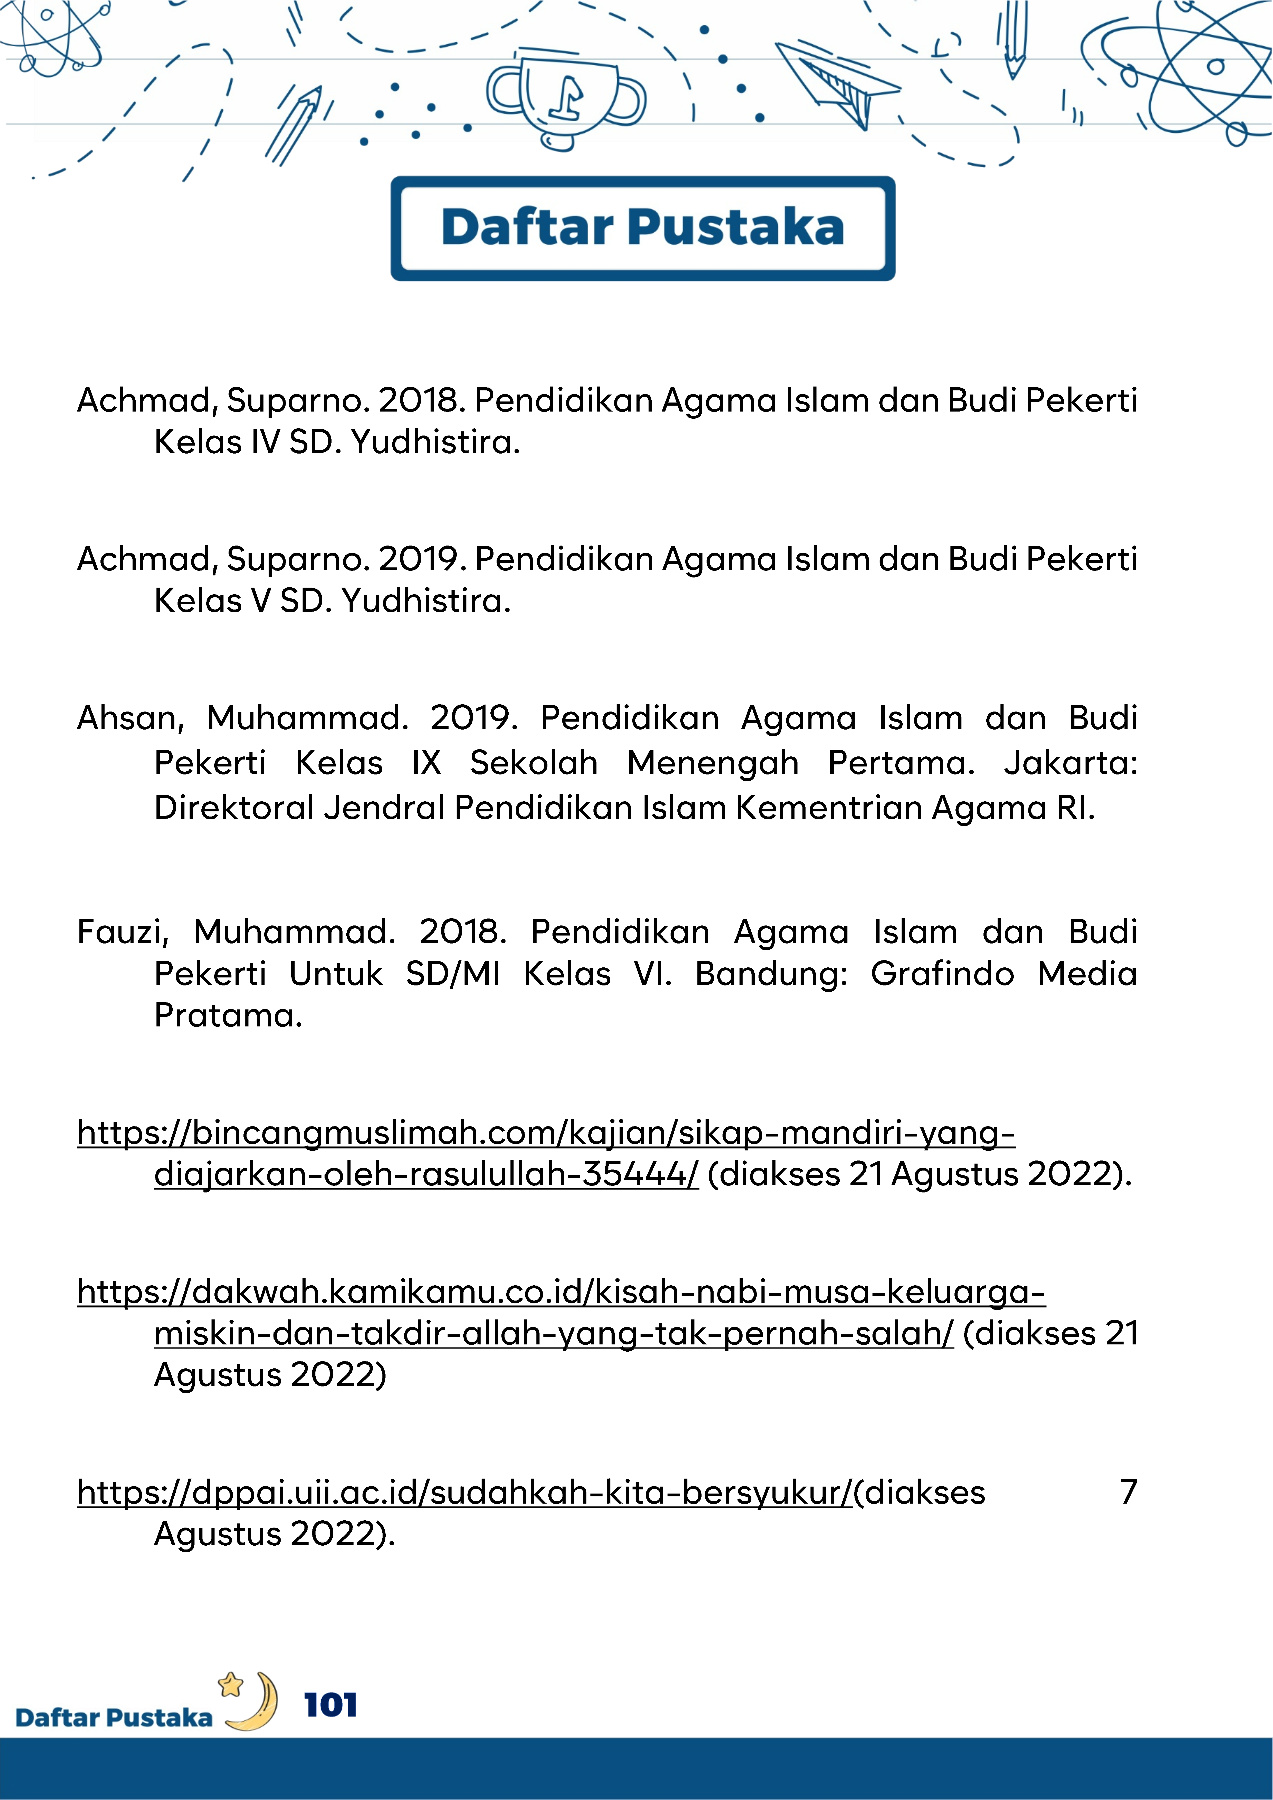 Daftar Pustaka
Achmad, Suparno. 2018. Pendidikan Agama Islam dan Budi Pekerti
Kelas IV SD. Yudhistira.
Achmad, Suparno. 2019. Pendidikan Agama Islam dan Budi Pekerti
Kelas V SD. Yudhistira.
Ahsan, Muhammad. 2019. Pendidikan Agama Islam dan Budi
Pekerti Kelas IX Sekolah Menengah Pertama. Jakarta:
Direktoral Jendral Pendidikan Islam Kementrian Agama RI.
Fauzi, Muhammad. 2018. Pendidikan Agama Islam dan Budi
Pekerti Untuk SD/MI Kelas VI. Bandung: Grafindo Media
Pratama.
https://bincangmuslimah.com/kajian/sikap-mandiri-yang-
diajarkan-oleh-rasulullah-35444/ (diakses 21 Agustus 2022).
https://dakwah.kamikamu.co.id/kisah-nabi-musa-keluarga-
miskin-dan-takdir-allah-yang-tak-pernah-salah/ (diakses 21
Agustus 2022)
https://dppai.uii.ac.id/sudahkah-kita-bersyukur/(diakses 7
Agustus 2022).
Daftar Pustaka 101